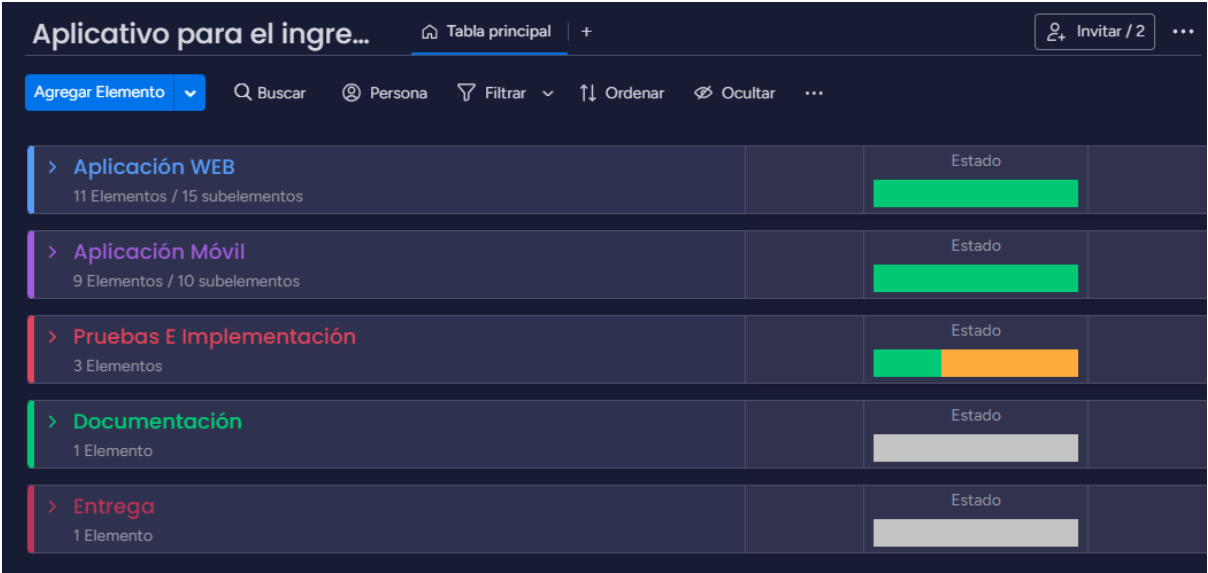 Aplicativo para el ingre...
Tabla principal
+
Invitar / 2
Agregar Elemento
Buscar
Persona
Filtrar
Ordenar
Ocultar
Aplicación WEB
Estado
11 Elementos / 15 subelementos
Aplicación Móvil
Estado
9 Elementos / 10 subelementos
Pruebas E Implementación
Estado
3 Elementos
Documentación
Estado
1 Elemento
Entrega
Estado
1 Elemento